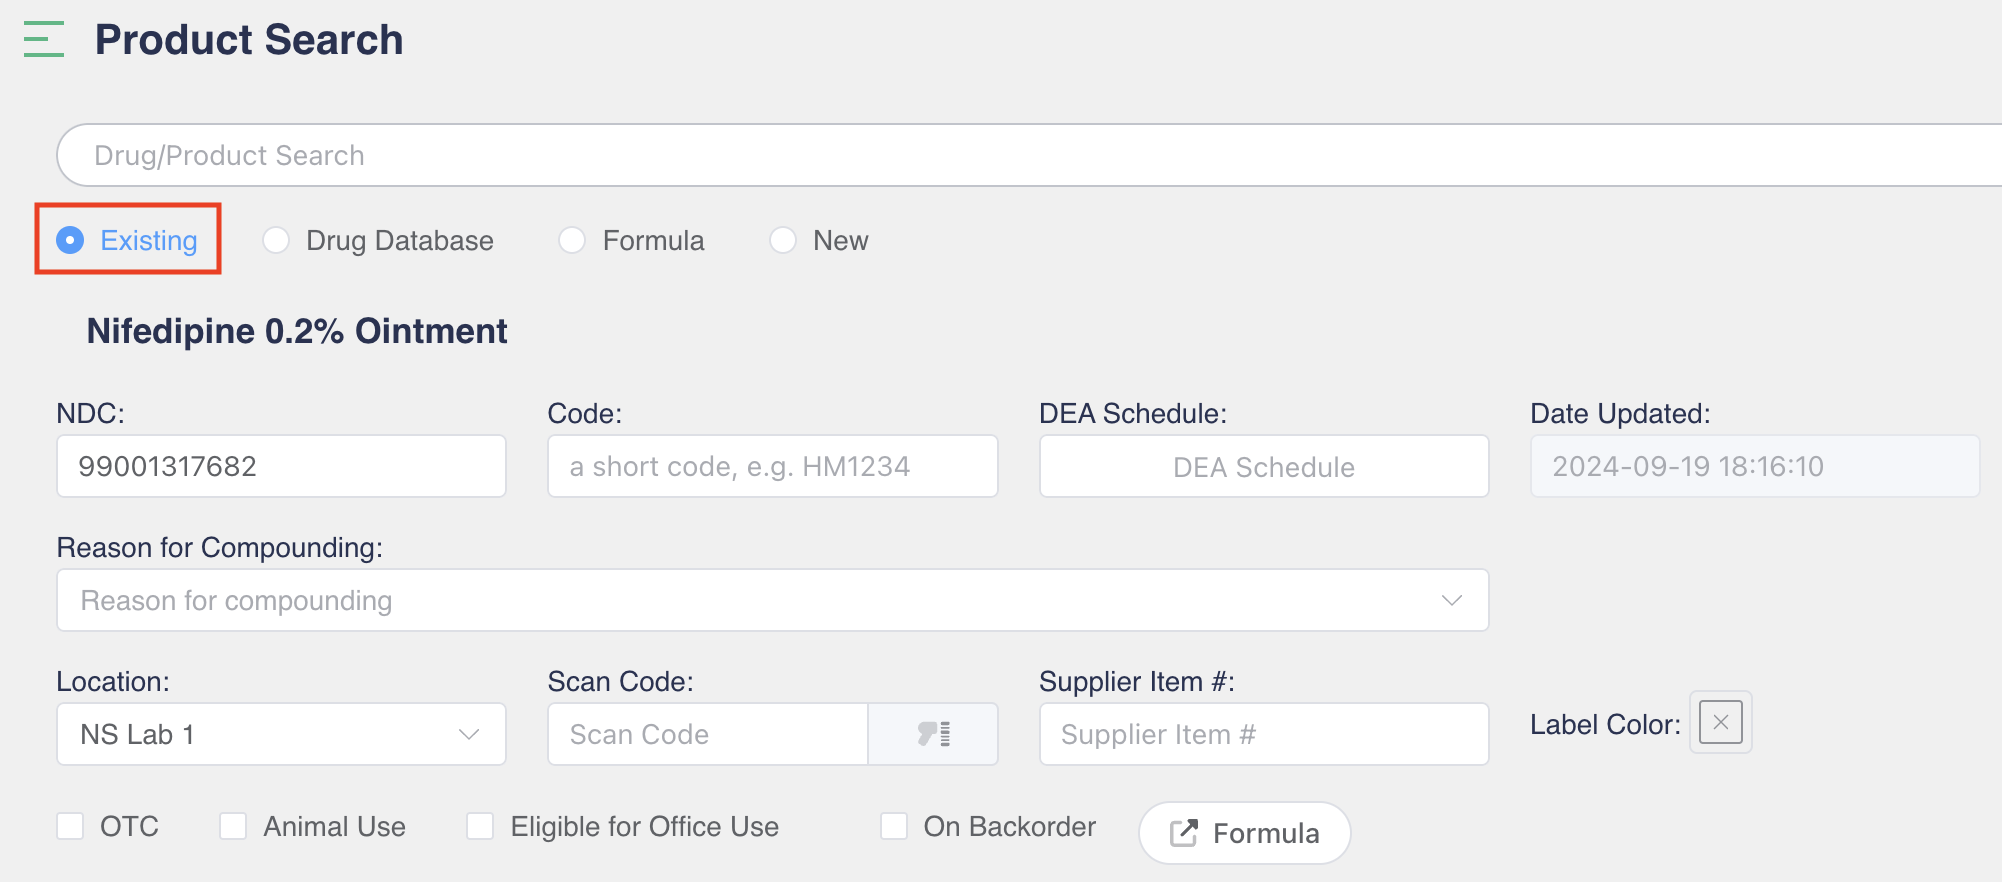 Product Search
Drug/Product Search
Existing Drug Database Formula New
Nifedipine 0.2% Ointment
NDC: Code: DEA Schedule: Date Updated:
99001317682 a short code, e.g. HM1234 DEA Schedule 2024-09-19 18:16:10
Reason for Compounding:
Reason for compounding
Location: Scan Code: Supplier Item #:
NS Lab 1 Scan Code Supplier Item # Label Color:
OTC Animal Use Eligible for Office Use On Backorder Formula